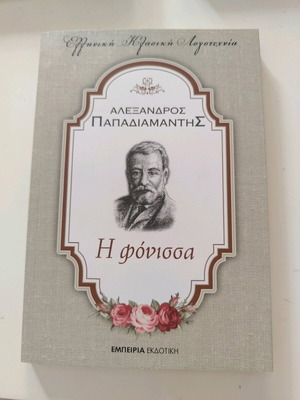 Ελληνική Κλασική Λογοτεχνία
ΑΛΕΞΑΝΔΡΟΣ
ΠΑΠΑΔΙΑΜΑΝΤΗΣ
Η φόνισσα
ΕΜΠΕΙΡΙΑ ΕΚΔΟΤΙΚΗ